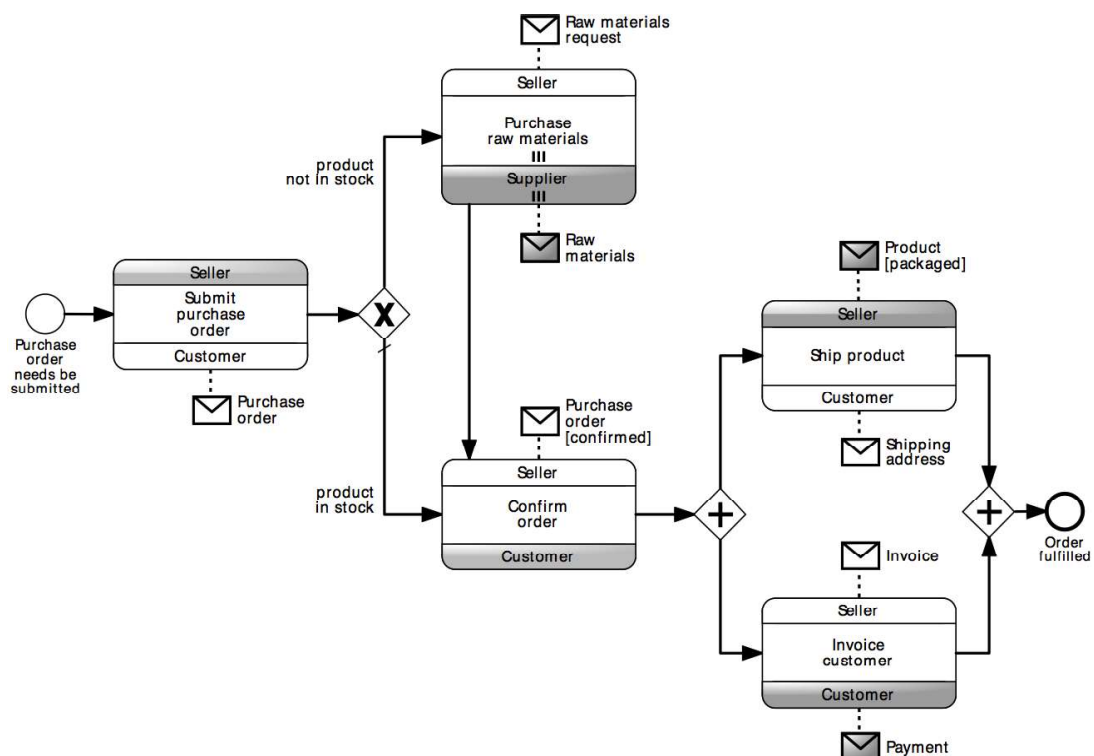 Raw materials
request
Seller
Purchase
raw materials
Supplier
Raw
materials
product
not in stock
Seller
Submit
purchase
order
Customer
Purchase
order
needs be
submitted
X
Purchase
order
product
in stock
Purchase
order
[confirmed]
Seller
Confirm
order
Customer
Product
[packaged]
Seller
Ship product
Customer
Shipping
address
Invoice
Seller
Invoice
customer
Customer
Payment
Order
fulfilled